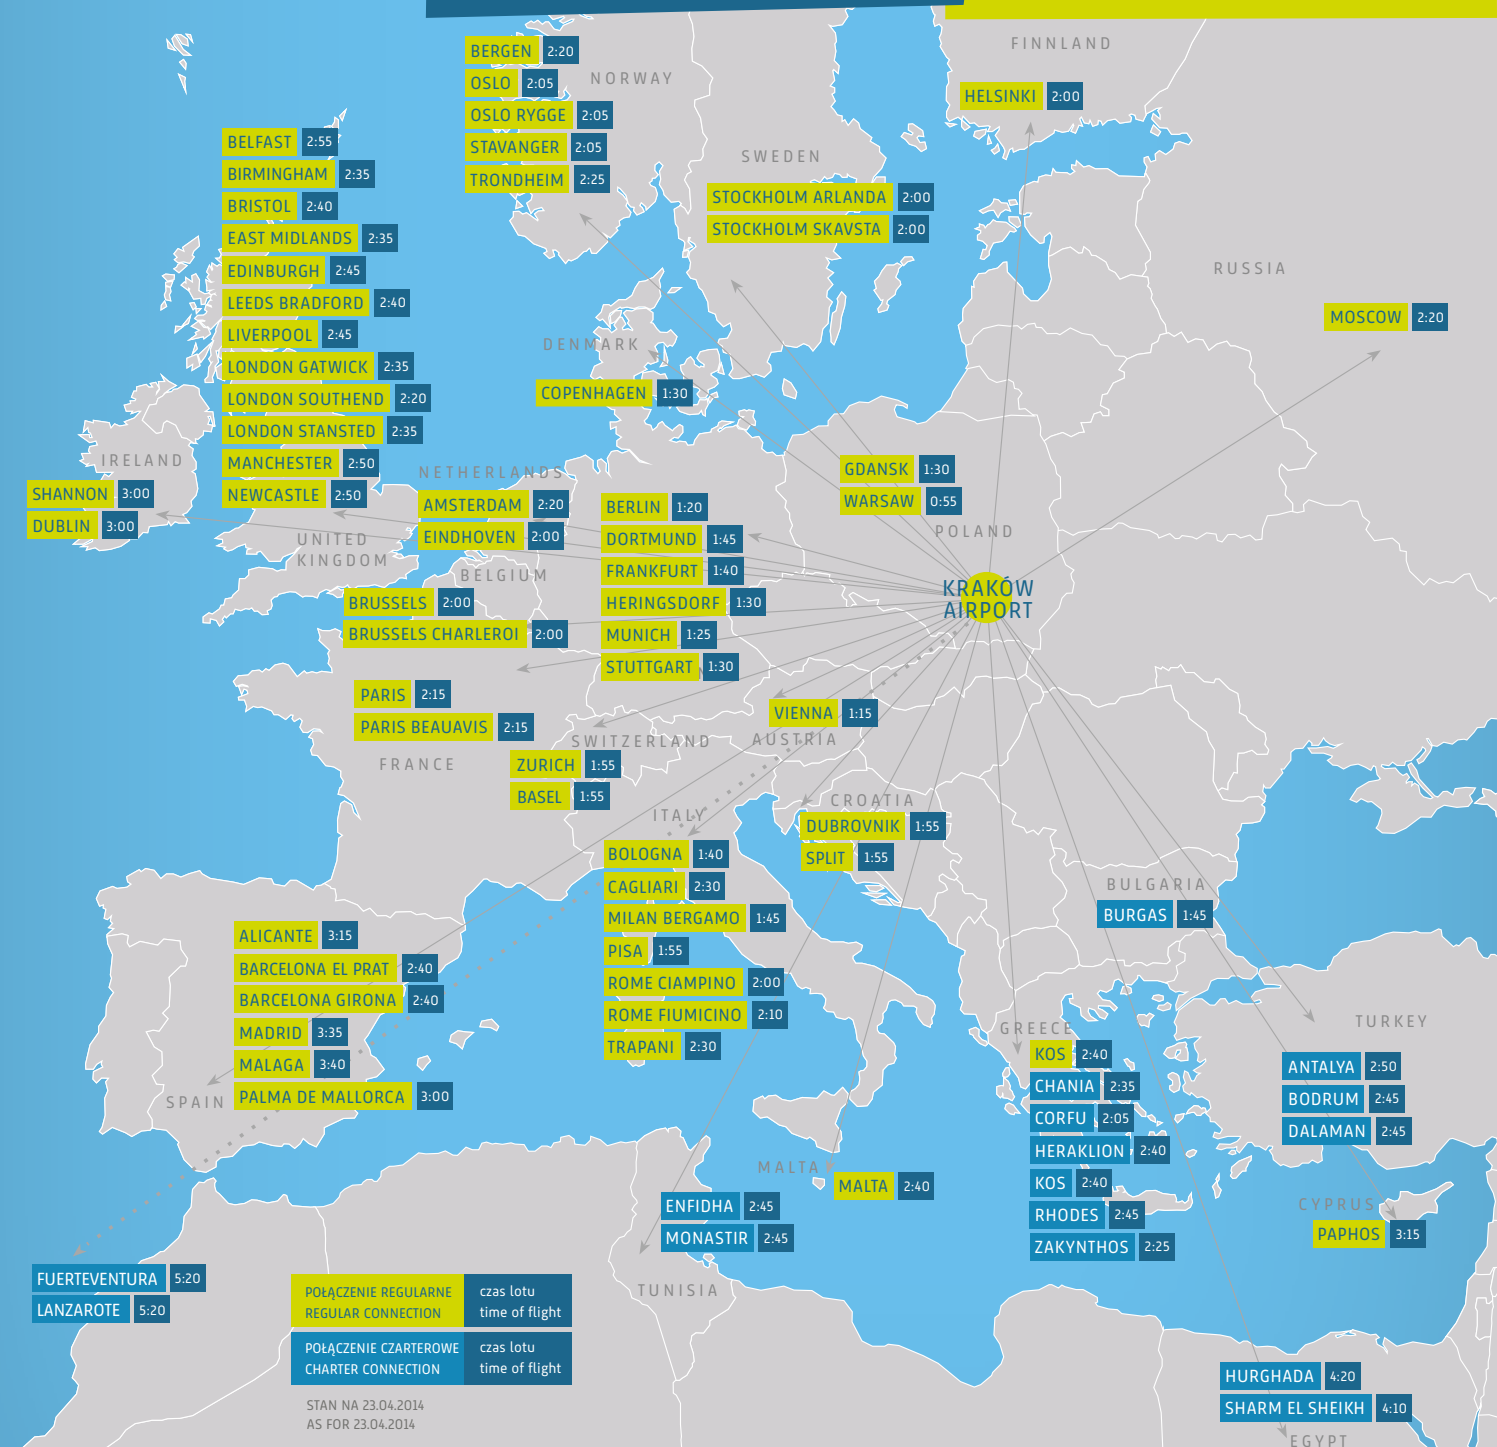 FINNLAND
BERGEN 2:20
NORWAY
OSLO 2:05
HELSINKI 2:00
OSLO RYGGE 2:05
STAVANGER 2:05
TRONDHEIM 2:25
SWEDEN
STOCKHOLM ARLANDA 2:00
STOCKHOLM SKAVSTA 2:00
BELFAST 2:55
BIRMINGHAM 2:35
BRISTOL 2:40
EAST MIDLANDS 2:35
EDINBURGH 2:45
LEEDS BRADFORD 2:40
LIVERPOOL 2:45
LONDON GATWICK 2:35
LONDON SOUTHEND 2:20
LONDON STANSTED 2:35
MANCHESTER 2:50
NEWCASTLE 2:50
RUSSIA
MOSCOW 2:20
DENMARK
COPENHAGEN 1:30
IRELAND
SHANNON 3:00
DUBLIN 3:00
UNITED
KINGDOM
NETHERLANDS
AMSTERDAM 2:20
EINDHOVEN 2:00
BELGIUM
BRUSSELS 2:00
BRUSSELS CHARLEROI 2:00
BERLIN 1:20
DORTMUND 1:45
FRANKFURT 1:40
HERINGSDORF 1:30
MUNICH 1:25
STUTTGART 1:30
GDANSK 1:30
WARSAW 0:55
POLAND
KRAKÓW
AIRPORT
PARIS 2:15
PARIS BEAUAVIS 2:15
FRANCE
SWITZERLAND
ZURICH 1:55
BASEL 1:55
VIENNA 1:15
AUSTRIA
CROATIA
DUBROVNIK 1:55
SPLIT 1:55
ITALY
BOLOGNA 1:40
CAGLIARI 2:30
MILAN BERGAMO 1:45
PISA 1:55
ROME CIAMPINO 2:00
ROME FIUMICINO 2:10
TRAPANI 2:30
BULGARIA
BURGAS 1:45
ALICANTE 3:15
BARCELONA EL PRAT 2:40
BARCELONA GIRONA 2:40
MADRID 3:35
MALAGA 3:40
PALMA DE MALLORCA 3:00
SPAIN
GREECE
KOS 2:40
CHANIA 2:35
CORFU 2:05
HERAKLION 2:40
KOS 2:40
RHODES 2:45
ZAKYNTHOS 2:25
TURKEY
ANTALYA 2:50
BODRUM 2:45
DALAMAN 2:45
MALTA
MALTA 2:40
CYPRUS
PAPHOS 3:15
ENFIDHA 2:45
MONASTIR 2:45
TUNISIA
FUERTEVENTURA 5:20
LANZAROTE 5:20
POŁĄCZENIE REGULARNE czas lotu
REGULAR CONNECTION time of flight
POŁĄCZENIE CZARTEROWE czas lotu
CHARTER CONNECTION time of flight
STAN NA 23.04.2014
AS FOR 23.04.2014
HURGHADA 4:20
SHARM EL SHEIKH 4:10
EGYPT